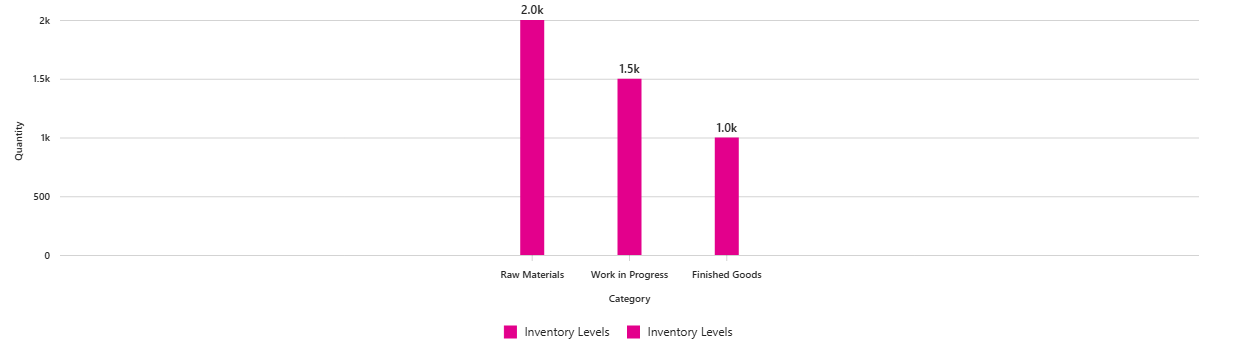 2.0k
2k
1.5k
1.5k
1.0k
1k
Quantity
500
0
Raw Materials Work in Progress Finished Goods
Category
Inventory Levels Inventory Levels